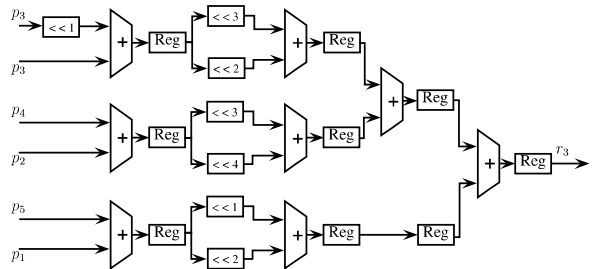 p₃ <<1 + Reg <<3 <<2 + Reg
p₃
+ Reg
p₄ + Reg <<3 <<4 + Reg
p₂
+ Reg r₃
p₅ + Reg <<1 <<2 + Reg Reg
p₁